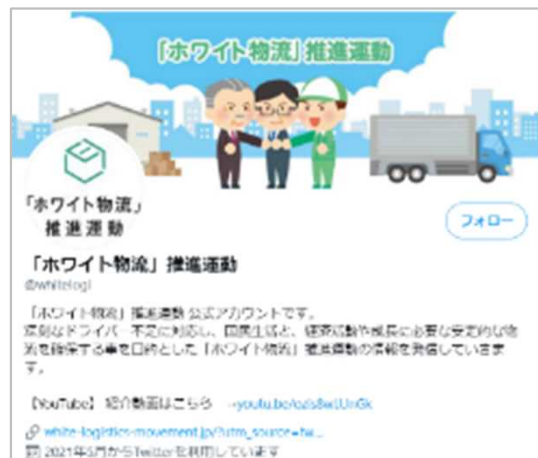 「ホワイト物流」推進運動
「ホワイト物流」
推進運動
フォロー
「ホワイト物流」推進運動
@whitelogi
「ホワイト物流」推進運動 公式アカウントです。
深刻なドライバー不足に対応し、国民生活と、経済活動や成長に必要な安定的な物
流を確保する事を目的とした「ホワイト物流」推進運動の情報を発信していきま
す。
【YouTube】 紹介動画はこちら
white-logistics-movement.jp/?utm_source=tw...
2021年5月からTwitterを利用しています